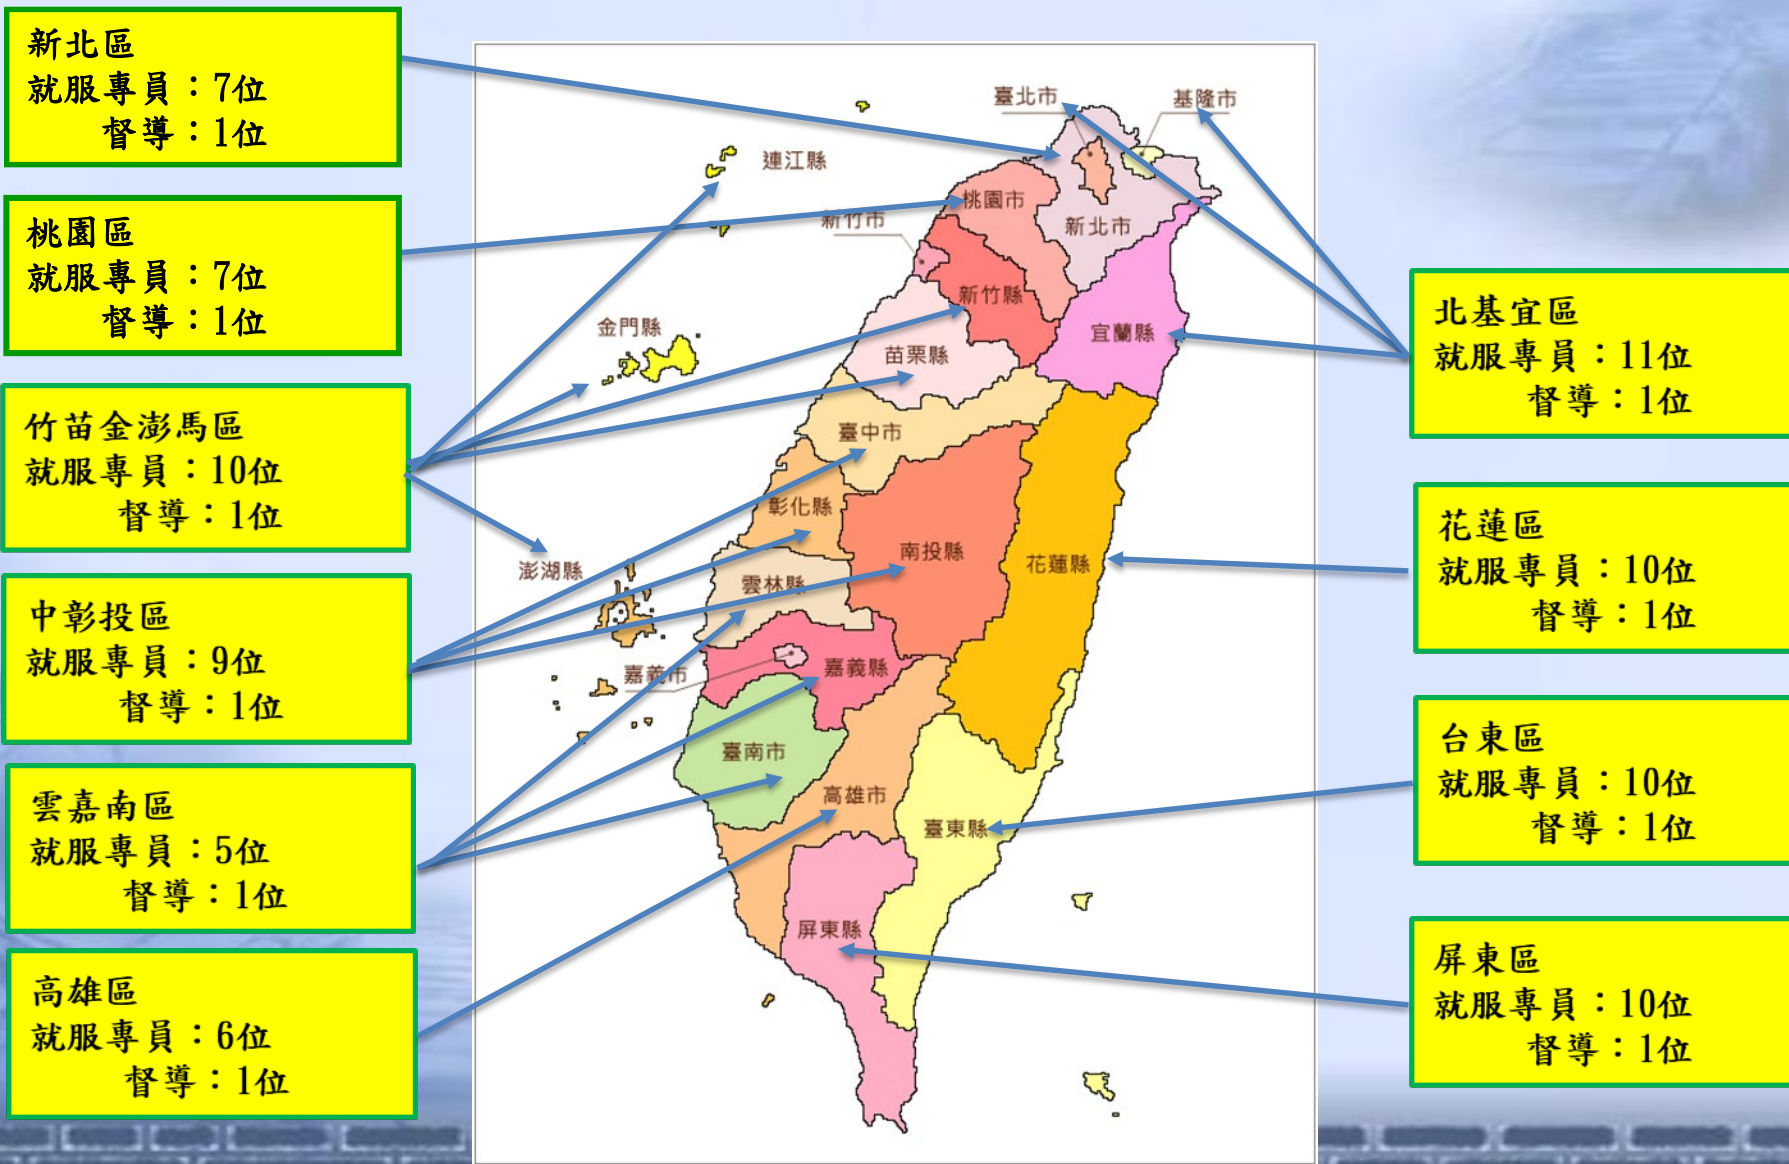 新北區
就服專員：7位
督導：1位
桃園區
就服專員：7位
督導：1位
竹苗金澎馬區
就服專員：10位
督導：1位
中彰投區
就服專員：9位
督導：1位
雲嘉南區
就服專員：5位
督導：1位
高雄區
就服專員：6位
督導：1位
臺北市
基隆市
連江縣
桃園市
新竹市
新北市
新竹縣
金門縣
宜蘭縣
苗栗縣
臺中市
彰化縣
南投縣
花蓮縣
澎湖縣
雲林縣
嘉義市
嘉義縣
臺南市
高雄市
臺東縣
屏東縣
北基宜區
就服專員：11位
督導：1位
花蓮區
就服專員：10位
督導：1位
台東區
就服專員：10位
督導：1位
屏東區
就服專員：10位
督導：1位